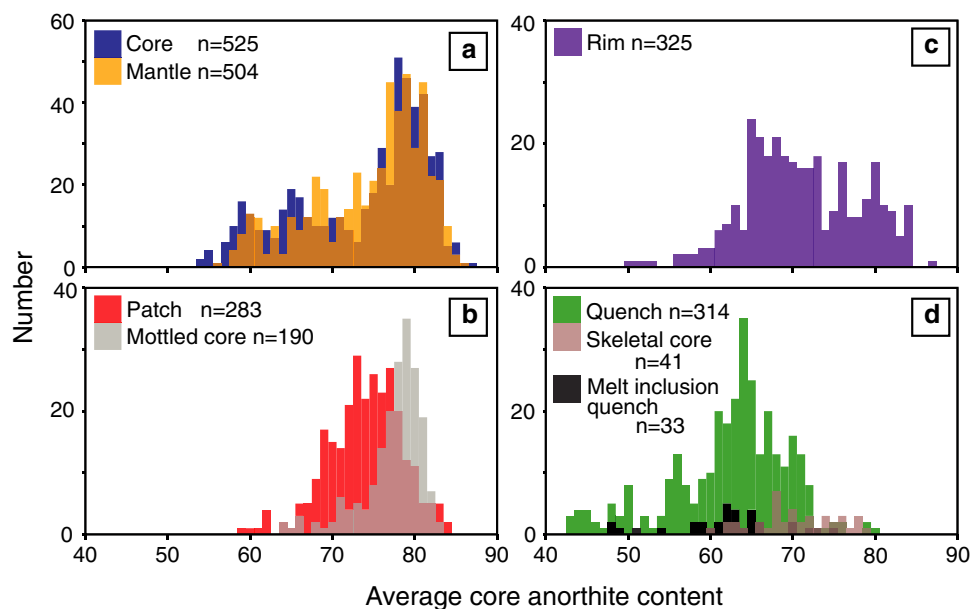 60
40
20
0
Core n=525
Mantle n=504
a
40
20
0
Rim n=325
c
Number
40
20
0
Patch n=283
Mottled core n=190
b
40
50
60
70
80
90
40
20
0
Quench n=314
Skeletal core
n=41
Melt inclusion
quench
n=33
d
40
50
60
70
80
90
Average core anorthite content